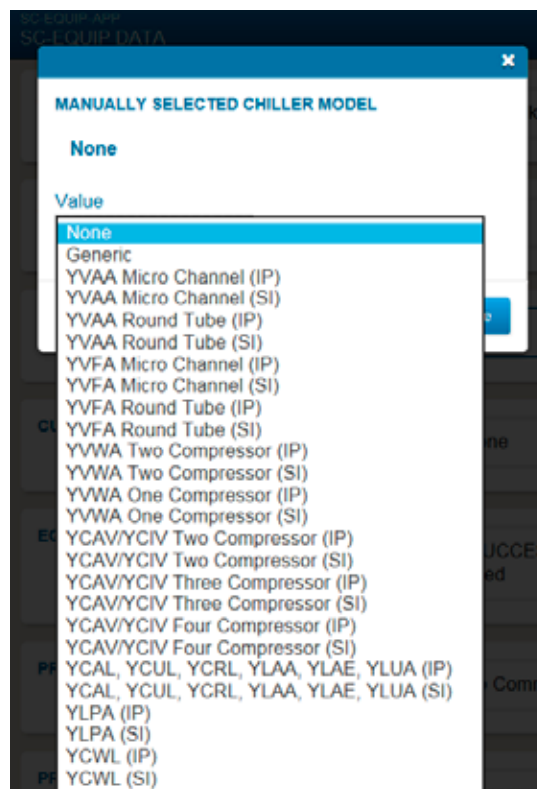 SC-EQUIP APP
SC-EQUIP DATA
MANUALLY SELECTED CHILLER MODEL
None
Value
None
Generic
YVAA Micro Channel (IP)
YVAA Micro Channel (SI)
YVAA Round Tube (IP)
YVAA Round Tube (SI)
YVFA Micro Channel (IP)
YVFA Micro Channel (SI)
YVFA Round Tube (IP)
YVFA Round Tube (SI)
YVWA Two Compressor (IP)
YVWA Two Compressor (SI)
YVWA One Compressor (IP)
YVWA One Compressor (SI)
YCAV/YCIV Two Compressor (IP)
YCAV/YCIV Two Compressor (SI)
YCAV/YCIV Three Compressor (IP)
YCAV/YCIV Three Compressor (SI)
YCAV/YCIV Four Compressor (IP)
YCAV/YCIV Four Compressor (SI)
YCAL, YCUL, YCRL, YLAA, YLAE, YLUA (IP)
YCAL, YCUL, YCRL, YLAA, YLAE, YLUA (SI)
YLPA (IP)
YLPA (SI)
YCWL (IP)
YCWL (SI)